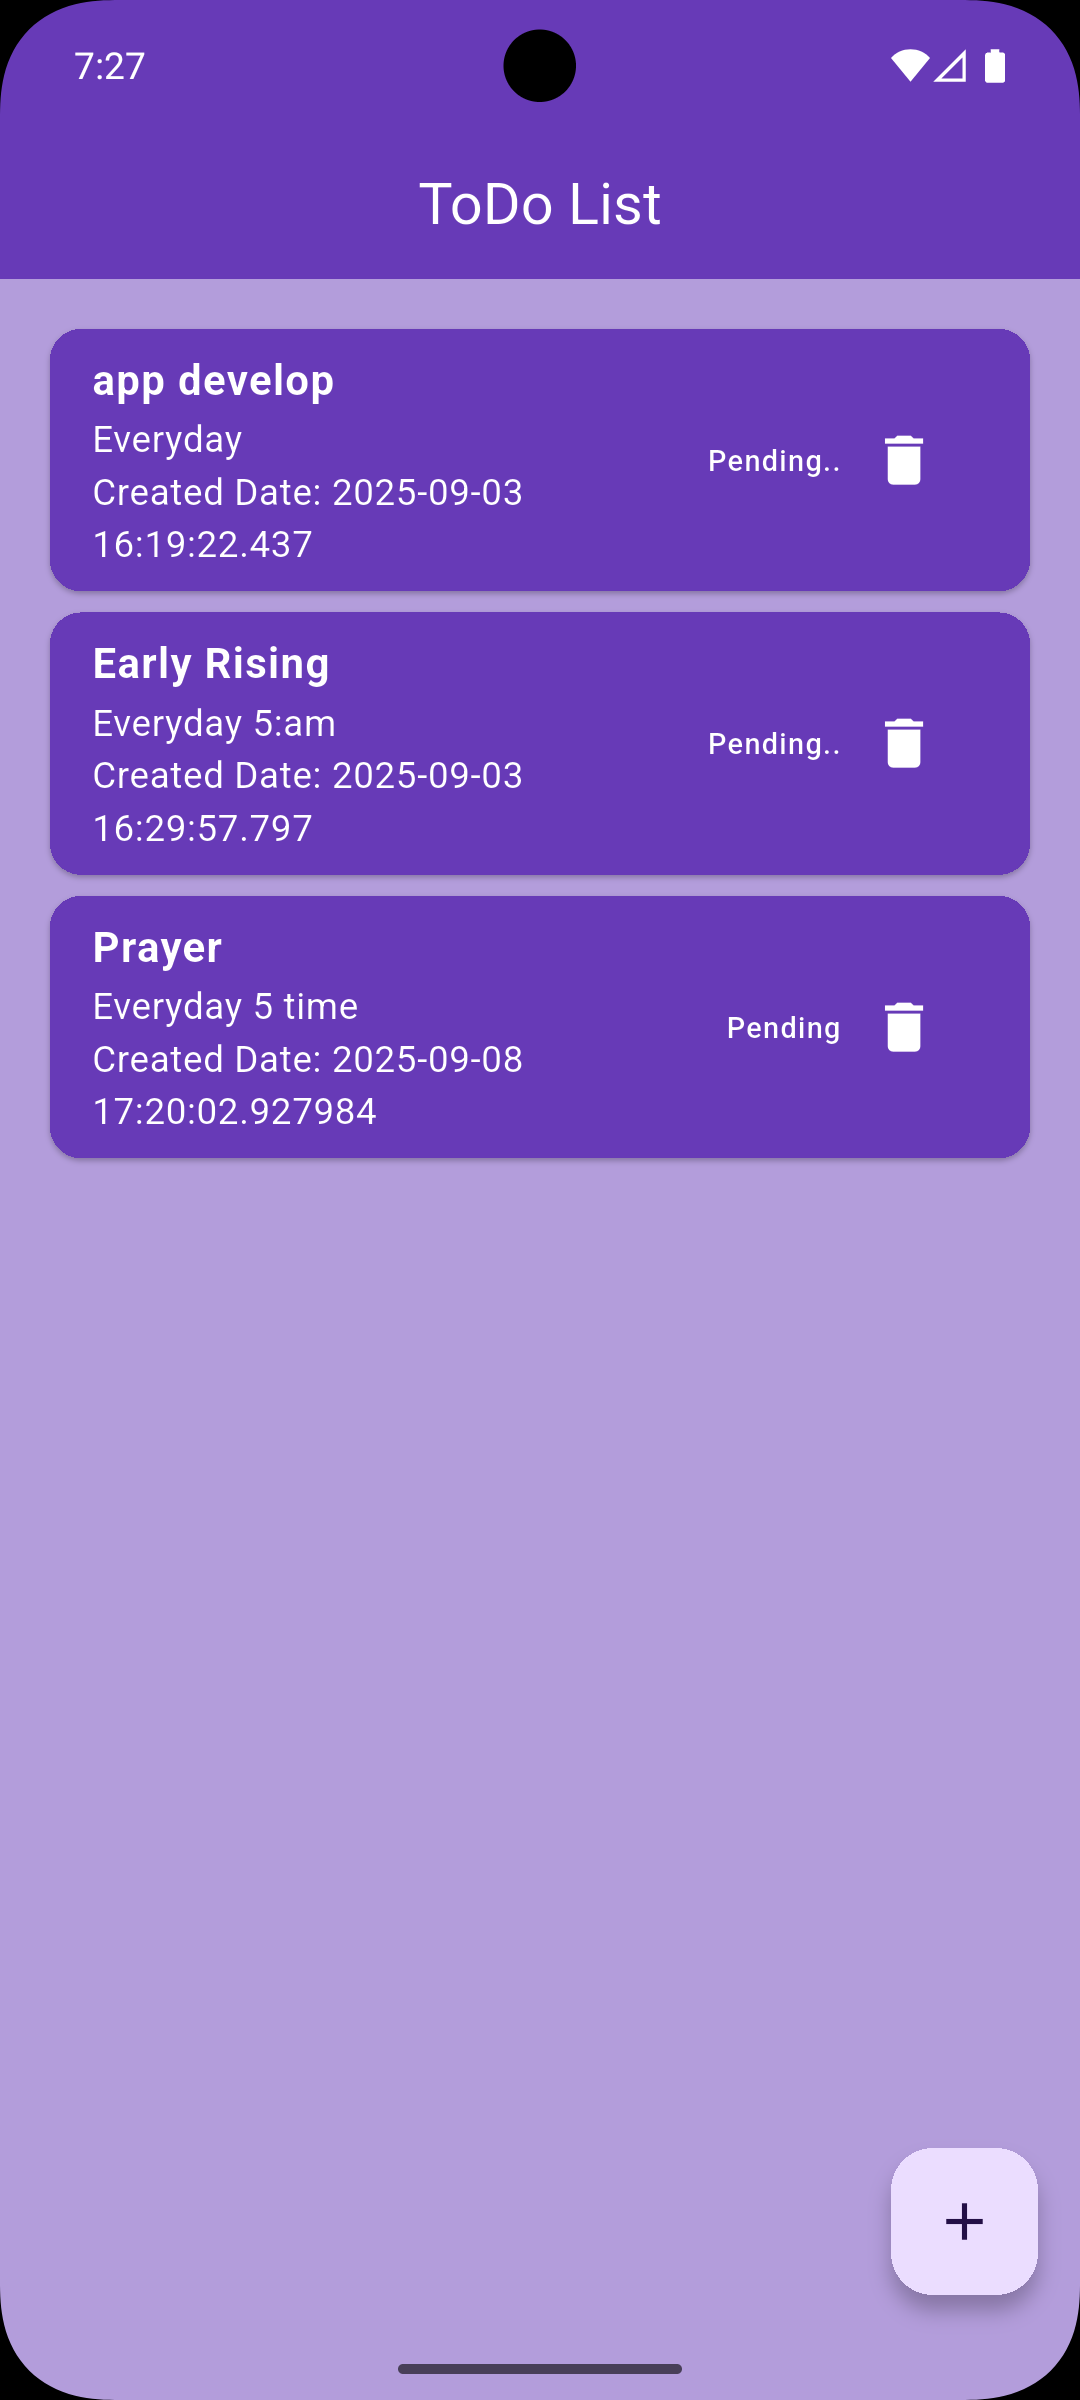 7:27
ToDo List
app develop
Everyday
Created Date: 2025-09-03
16:19:22.437
Pending..
Early Rising
Everyday 5:am
Created Date: 2025-09-03
16:29:57.797
Pending..
Prayer
Everyday 5 time
Created Date: 2025-09-08
17:20:02.927984
Pending